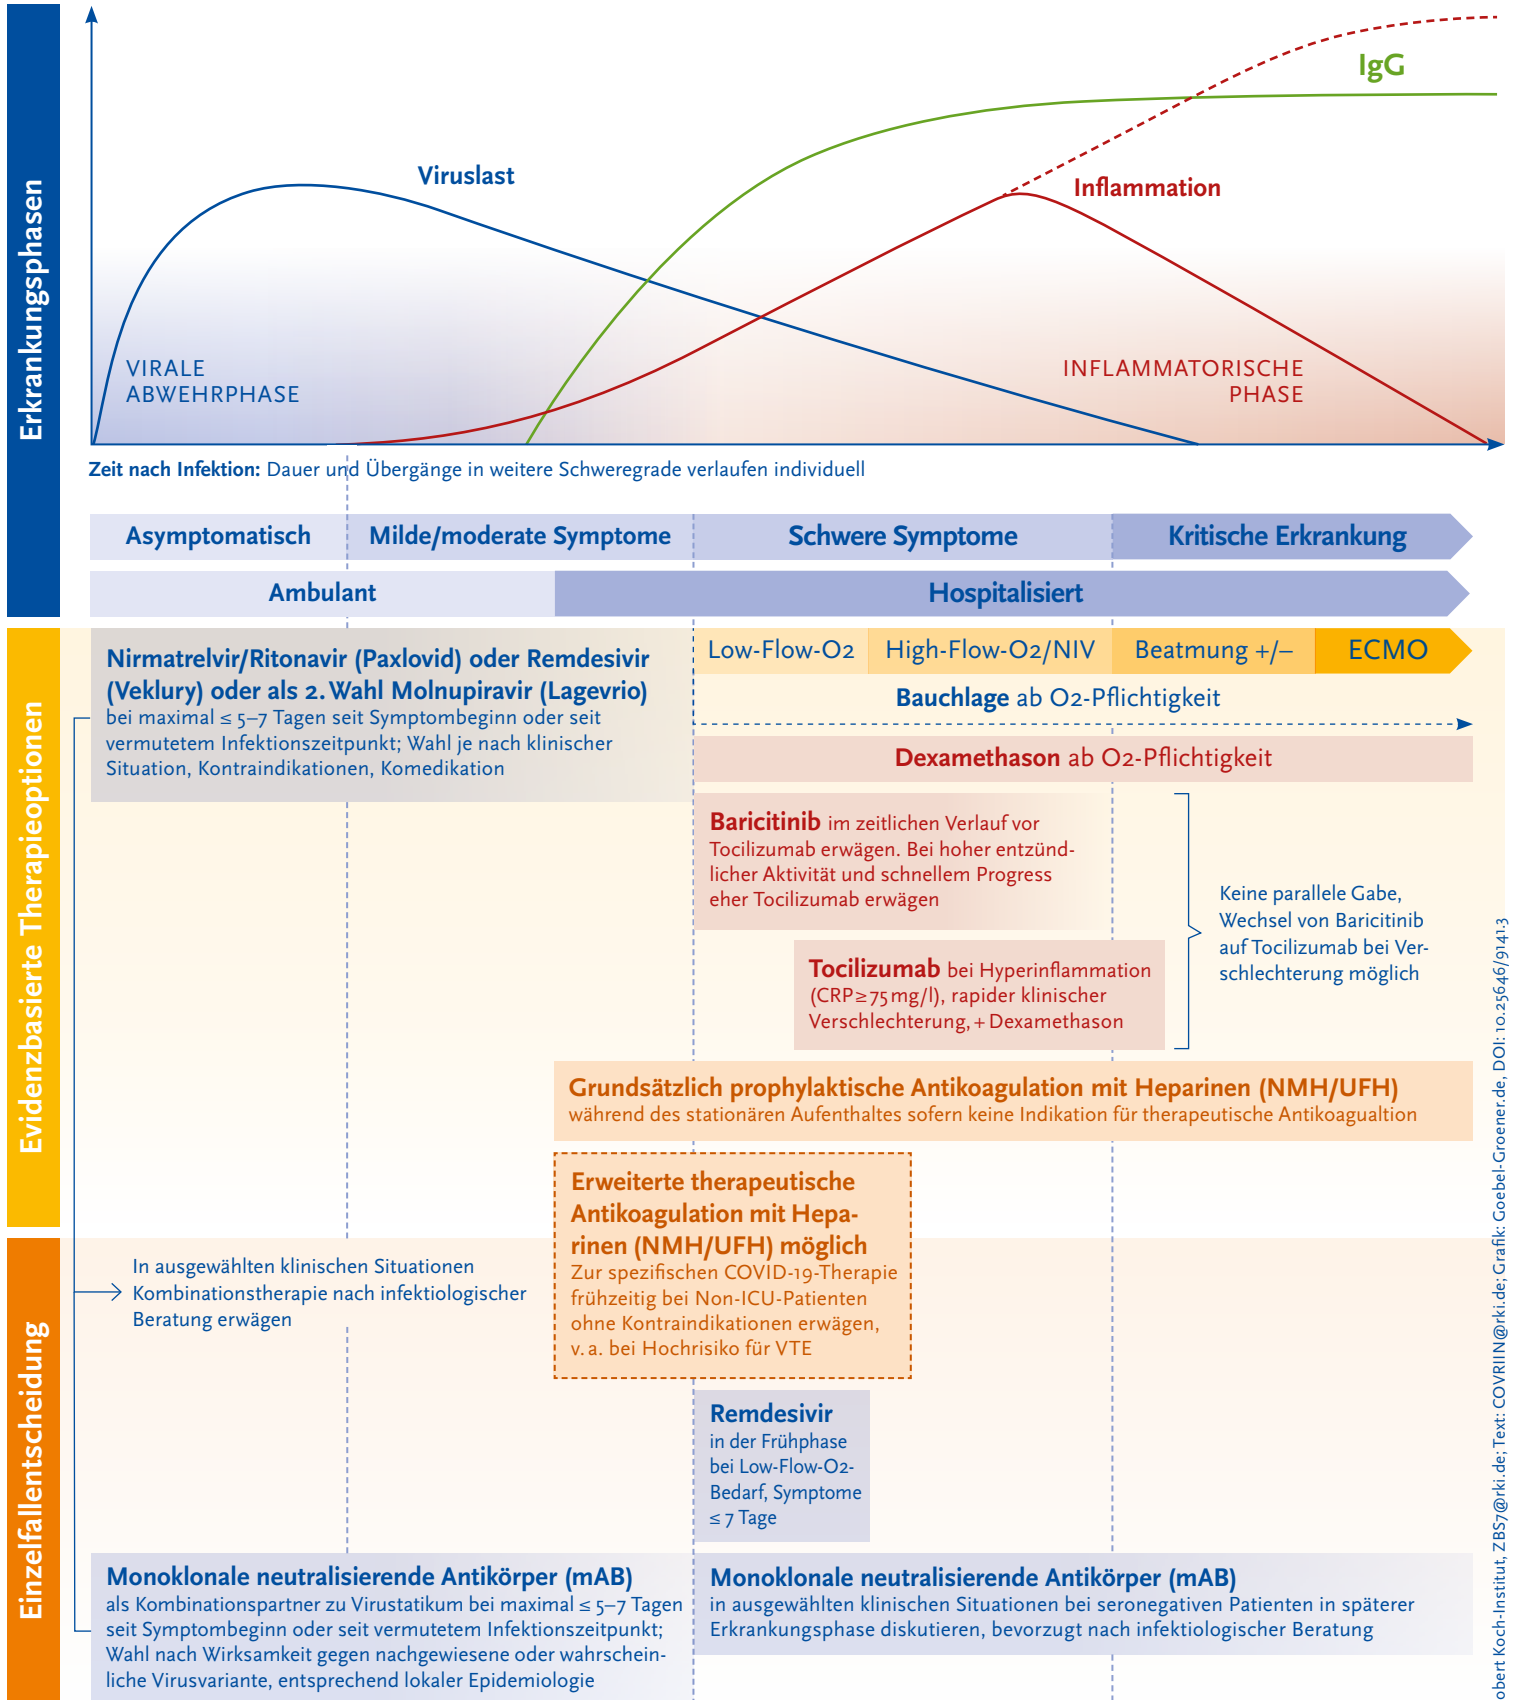 Erkrankungsphasen
IgG
Viruslast
Inflammation
VIRALE
ABWEHRPHASE
INFLAMMATORISCHE
PHASE
Zeit nach Infektion: Dauer und Übergänge in weitere Schweregrade verlaufen individuell
Asymptomatisch
Milde/moderate Symptome
Schwere Symptome
Kritische Erkrankung
Ambulant
Hospitalisiert
Evidenzbasierte Therapieoptionen
Nirmatrelvir/Ritonavir (Paxlovid) oder Remdesivir
(Veklury) oder als 2. Wahl Molnupiravir (Lagevrio)
bei maximal ≤ 5–7 Tagen seit Symptombeginn oder seit
vermutetem Infektionszeitpunkt; Wahl je nach klinischer
Situation, Kontraindikationen, Komedikation
Low-Flow-O2
High-Flow-O2/NIV
Beatmung +/–
ECMO
Bauchlage ab O2-Pflichtigkeit
Dexamethason ab O2-Pflichtigkeit
Baricitinib im zeitlichen Verlauf vor
Tocilizumab erwägen. Bei hoher entzünd-
licher Aktivität und schnellem Progress
eher Tocilizumab erwägen
Tocilizumab bei Hyperinflammation
(CRP ≥ 75 mg/l), rapider klinischer
Verschlechterung, + Dexamethason
Keine parallele Gabe,
Wechsel von Baricitinib
auf Tocilizumab bei Ver-
schlechterung möglich
Grundsätzlich prophylaktische Antikoagulation mit Heparinen (NMH/UFH)
während des stationären Aufenthaltes sofern keine Indikation für therapeutische Antikoagualtion
Erweiterte therapeutische
Antikoagulation mit Hepa-
rinen (NMH/UFH) möglich
Zur spezifischen COVID-19-Therapie
frühzeitig bei Non-ICU-Patienten
ohne Kontraindikationen erwägen,
v. a. bei Hochrisiko für VTE
Einzelfallentscheidung
In ausgewählten klinischen Situationen
Kombinationstherapie nach infektiologischer
Beratung erwägen
Remdesivir
in der Frühphase
bei Low-Flow-O2-
Bedarf, Symptome
≤ 7 Tage
Monoklonale neutralisierende Antikörper (mAB)
als Kombinationspartner zu Virustatikum bei maximal ≤ 5–7 Tagen
seit Symptombeginn oder seit vermutetem Infektionszeitpunkt;
Wahl nach Wirksamkeit gegen nachgewiesene oder wahrschein-
liche Virusvariante, entsprechend lokaler Epidemiologie
Monoklonale neutralisierende Antikörper (mAB)
in ausgewählten klinischen Situationen bei seronegativen Patienten in späterer
Erkrankungsphase diskutieren, bevorzugt nach infektiologischer Beratung
obert Koch-Institut, ZBS7@rki.de; Text: COVRIIN@rki.de; Grafik: Goebel-Groener.de, DOI: 10.25646/9141.3